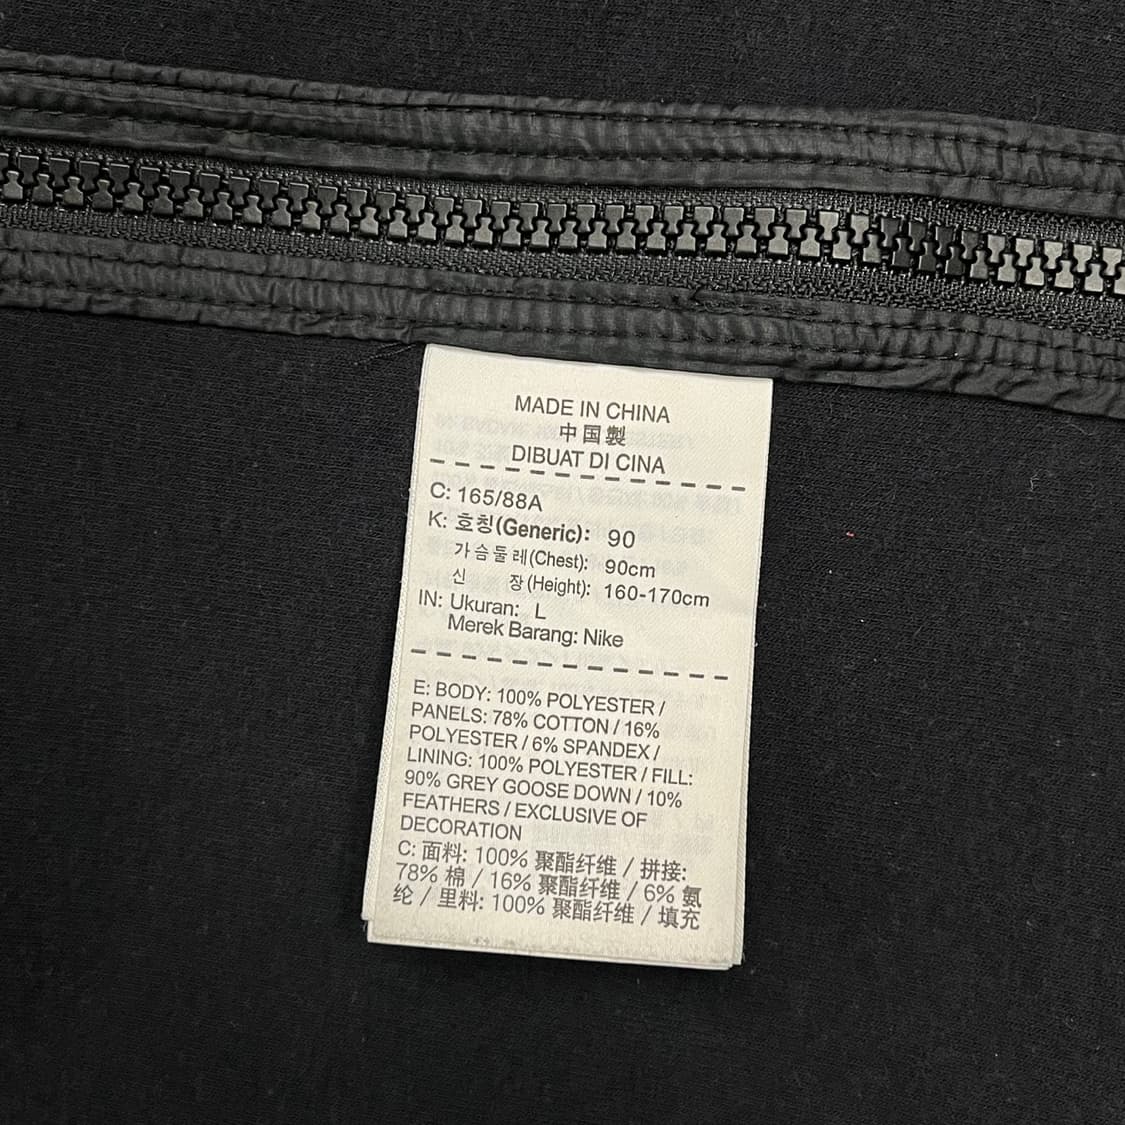 MADE IN CHINA
中国製
DIBUAT DI CINA
C: 165/88A
K: 호칭(Generic): 90
가슴둘레(Chest): 90cm
신 장(Height): 160-170cm
IN: Ukuran: L
Merek Barang: Nike
E: BODY: 100% POLYESTER /
PANELS: 78% COTTON / 16%
POLYESTER / 6% SPANDEX /
LINING: 100% POLYESTER / FILL:
90% GREY GOOSE DOWN / 10%
FEATHERS / EXCLUSIVE OF
DECORATION
C: 面料: 100% 聚酯纤维 / 拼接:
78% 棉 / 16% 聚酯纤维 / 6% 氨
纶 / 里料: 100% 聚酯纤维 / 填充